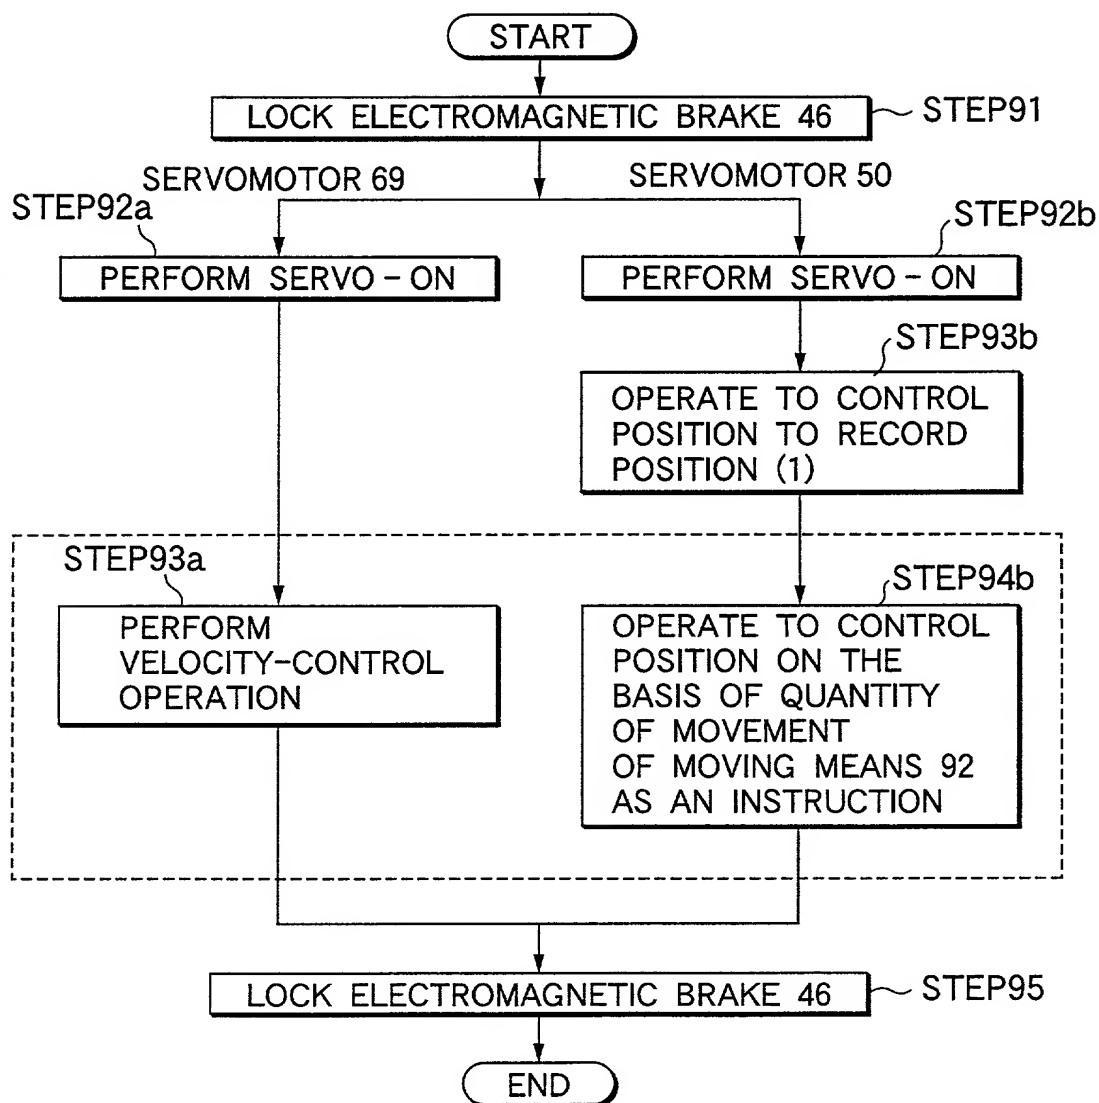 START
LOCK ELECTROMAGNETIC BRAKE 46
STEP91
SERVOMOTOR 69
SERVOMOTOR 50
STEP92a
STEP92b
PERFORM SERVO-ON
PERFORM SERVO-ON
STEP93b
OPERATE TO CONTROL
POSITION TO RECORD
POSITION (1)
STEP93a
PERFORM
VELOCITY-CONTROL
OPERATION
STEP94b
OPERATE TO CONTROL
POSITION ON THE
BASIS OF QUANTITY
OF MOVEMENT
OF MOVING MEANS 92
AS AN INSTRUCTION
LOCK ELECTROMAGNETIC BRAKE 46
STEP95
END